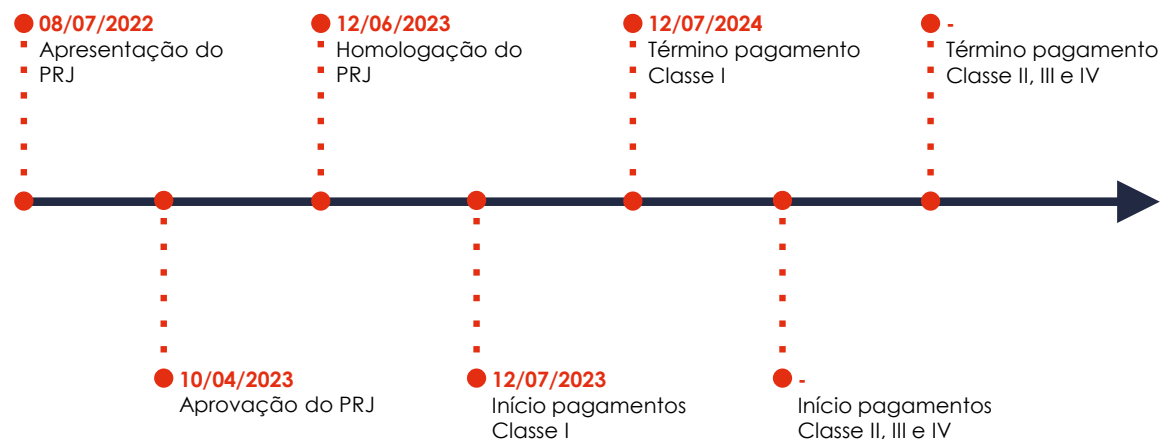 08/07/2022
Apresentação do
PRJ
12/06/2023
Homologação do
PRJ
12/07/2024
Término pagamento
Classe I
-
Término pagamento
Classe II, III e IV
10/04/2023
Aprovação do PRJ
12/07/2023
Início pagamentos
Classe I
-
Início pagamentos
Classe II, III e IV